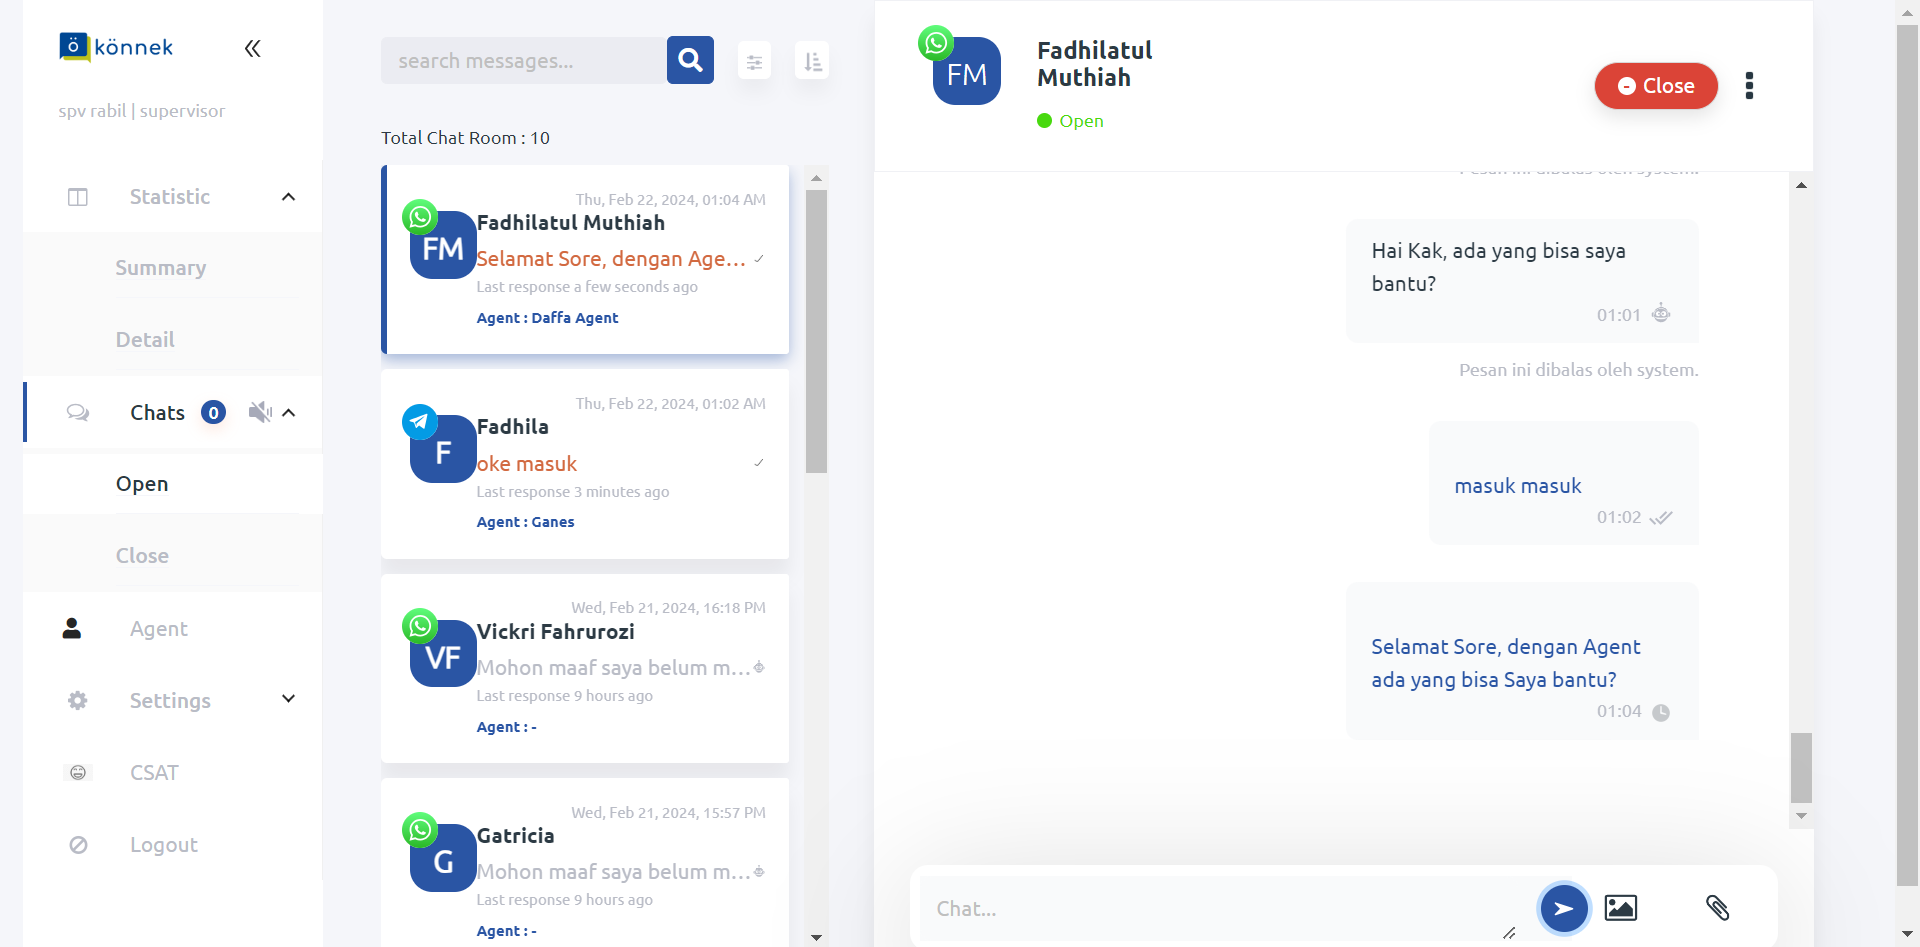 könnek
spv rabil | supervisor
Statistic
Summary
Detail
Chats 0
Open
Close
Agent
Settings
CSAT
Logout
search messages...
Total Chat Room : 10
Thu, Feb 22, 2024, 01:04 AM
FM
Fadhilatul Muthiah
Selamat Sore, dengan Age...
Last response a few seconds ago
Agent : Daffa Agent
Thu, Feb 22, 2024, 01:02 AM
F
Fadhila
oke masuk
Last response 3 minutes ago
Agent : Ganes
Wed, Feb 21, 2024, 16:18 PM
VF
Vickri Fahrurozi
Mohon maaf saya belum m...
Last response 9 hours ago
Agent : -
Wed, Feb 21, 2024, 15:57 PM
G
Gatricia
Mohon maaf saya belum m...
Last response 9 hours ago
Agent : -
FM
Fadhilatul
Muthiah
Open
Close
Pesan ini dibalas oleh system.
Hai Kak, ada yang bisa saya
bantu?
01:01
Pesan ini dibalas oleh system.
masuk masuk
01:02
Selamat Sore, dengan Agent
ada yang bisa Saya bantu?
01:04
Chat...